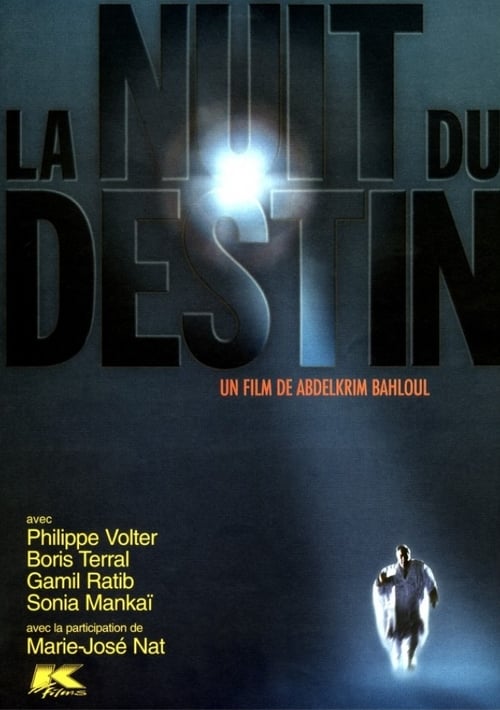 LA NUIT DU
DESTIN
UN FILM DE ABDELKRIM BAHLOUL
avec
Philippe Volter
Boris Terral
Gamil Ratib
Sonia Mankaï
avec la participation de
Marie-José Nat
K
Films